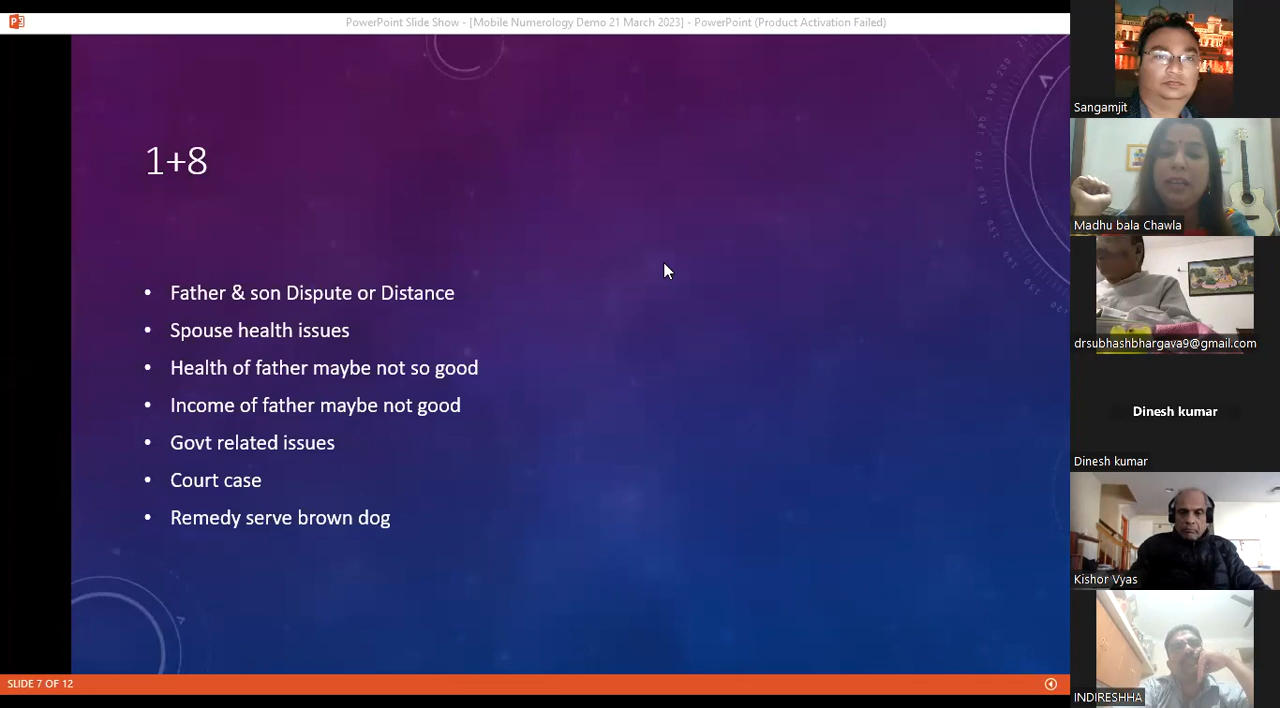 PowerPoint Slide Show - [Mobile Numerology Demo 21 March 2023] - PowerPoint (Product Activation Failed)
1+8
• Father & son Dispute or Distance
• Spouse health issues
• Health of father maybe not so good
• Income of father maybe not good
• Govt related issues
• Court case
• Remedy serve brown dog
SLIDE 7 OF 12
Sangamjit
Madhu bala Chawla
drsubhashbhargava9@gmail.com
Dinesh kumar
Dinesh kumar
Kishor Vyas
INDIRESHHA